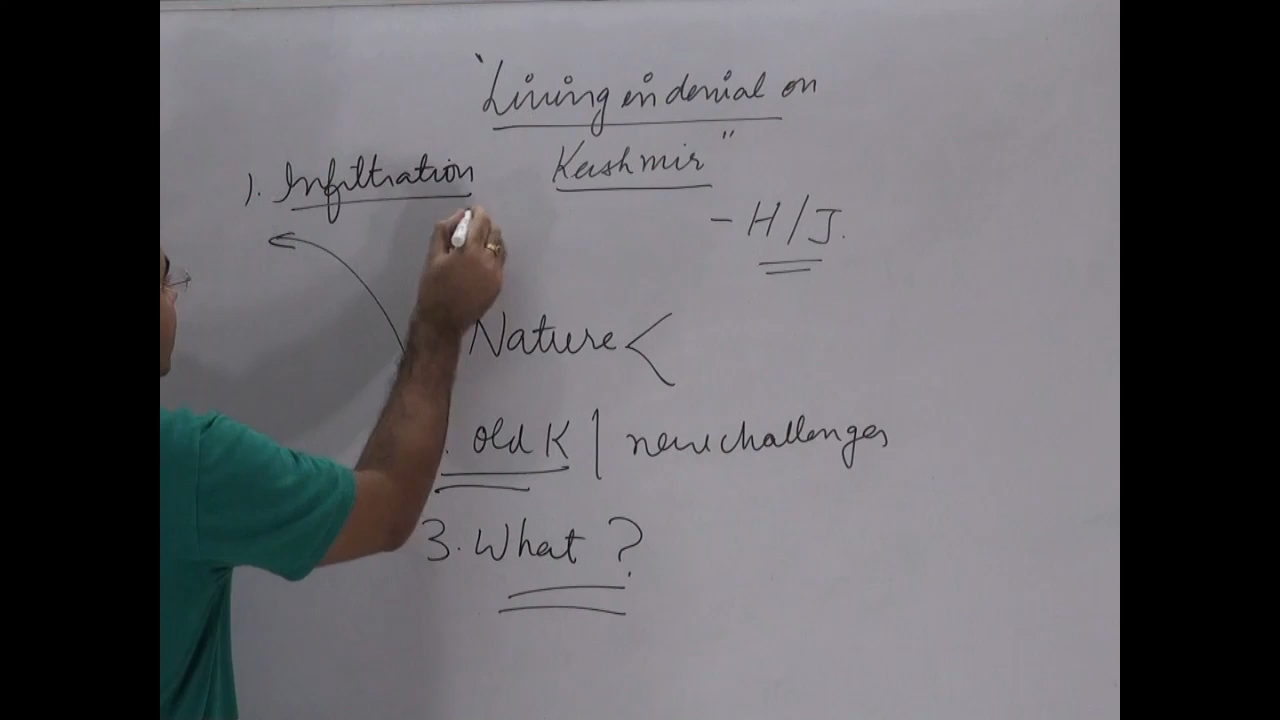 "Living in denial on
Kashmir"
- H/J.
1). Infiltration
Nature <
. old K | new challenges
3. What ?